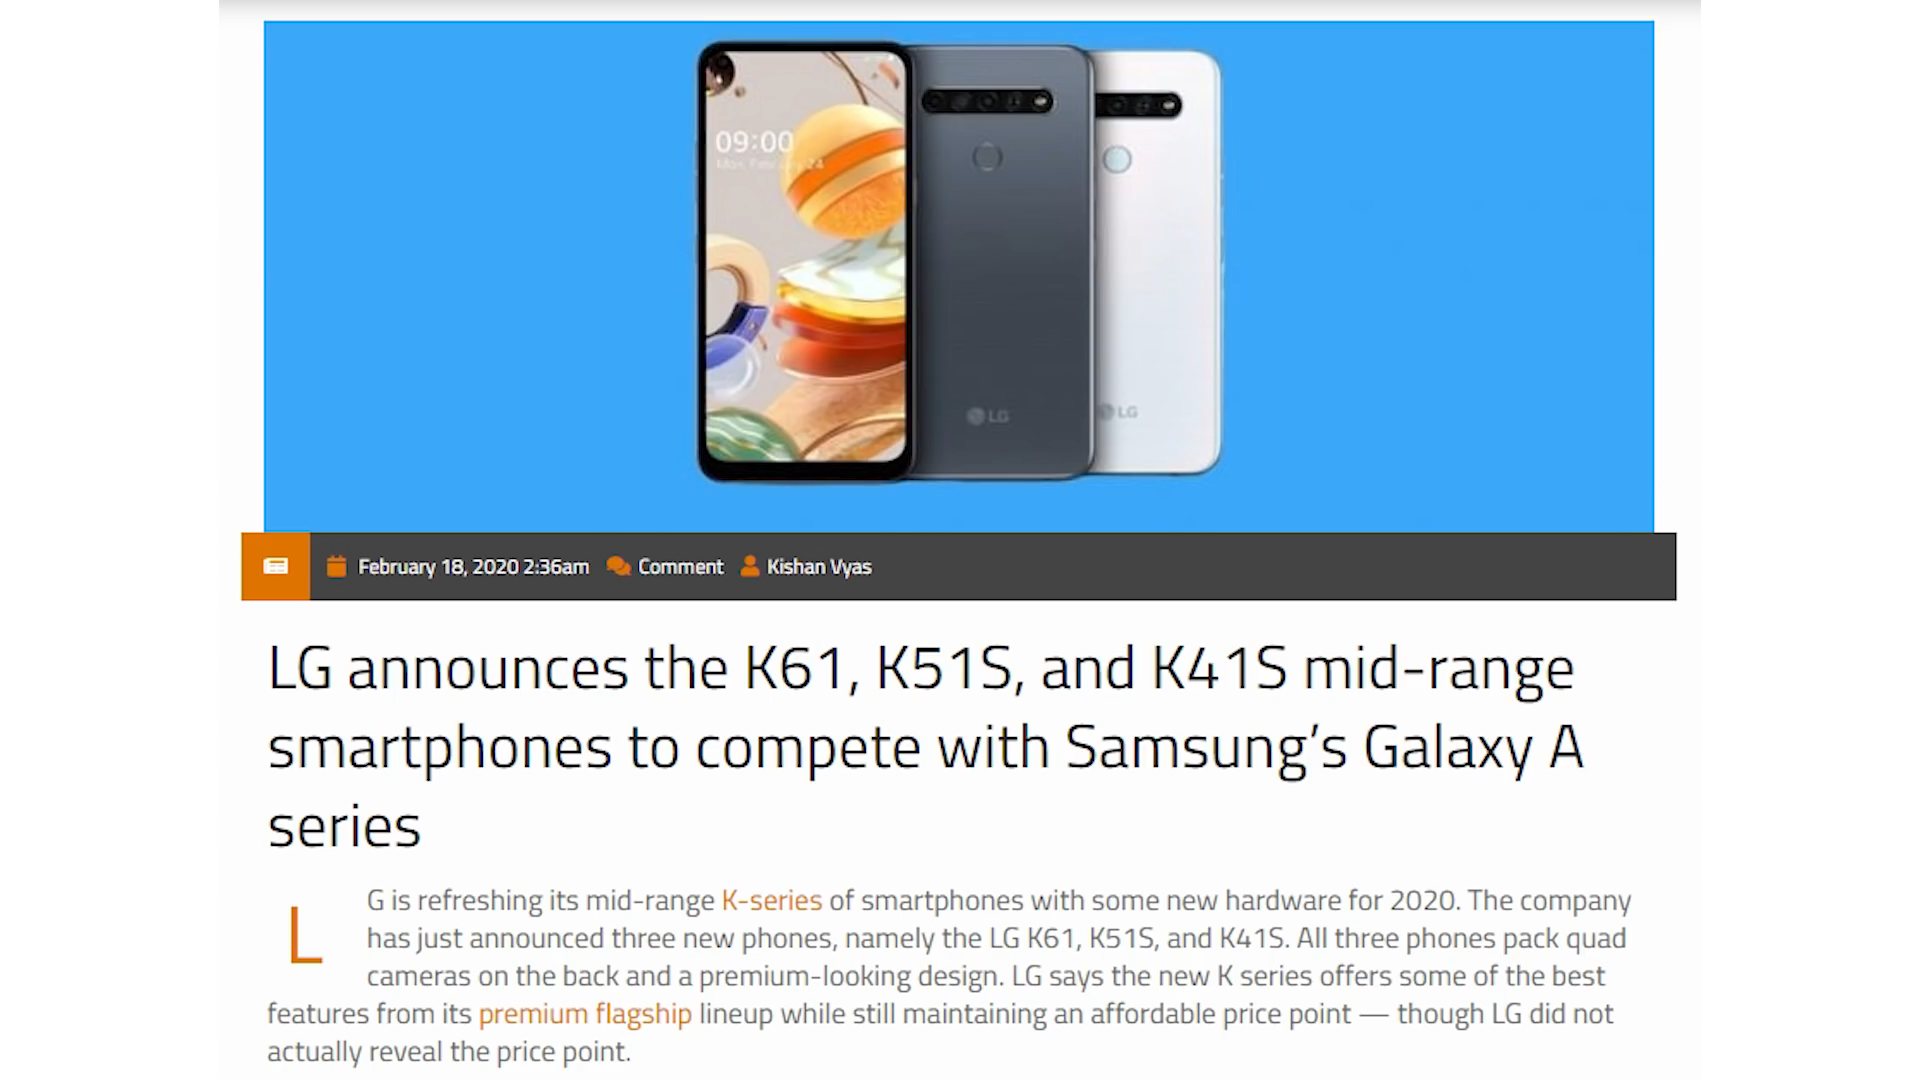 09:00
Mon, February 24
LG
LG
February 18, 2020 2:36am Comment Kishan Vyas
LG announces the K61, K51S, and K41S mid-range
smartphones to compete with Samsung’s Galaxy A
series
LG is refreshing its mid-range K-series of smartphones with some new hardware for 2020. The company
has just announced three new phones, namely the LG K61, K51S, and K41S. All three phones pack quad
cameras on the back and a premium-looking design. LG says the new K series offers some of the best
features from its premium flagship lineup while still maintaining an affordable price point — though LG did not
actually reveal the price point.